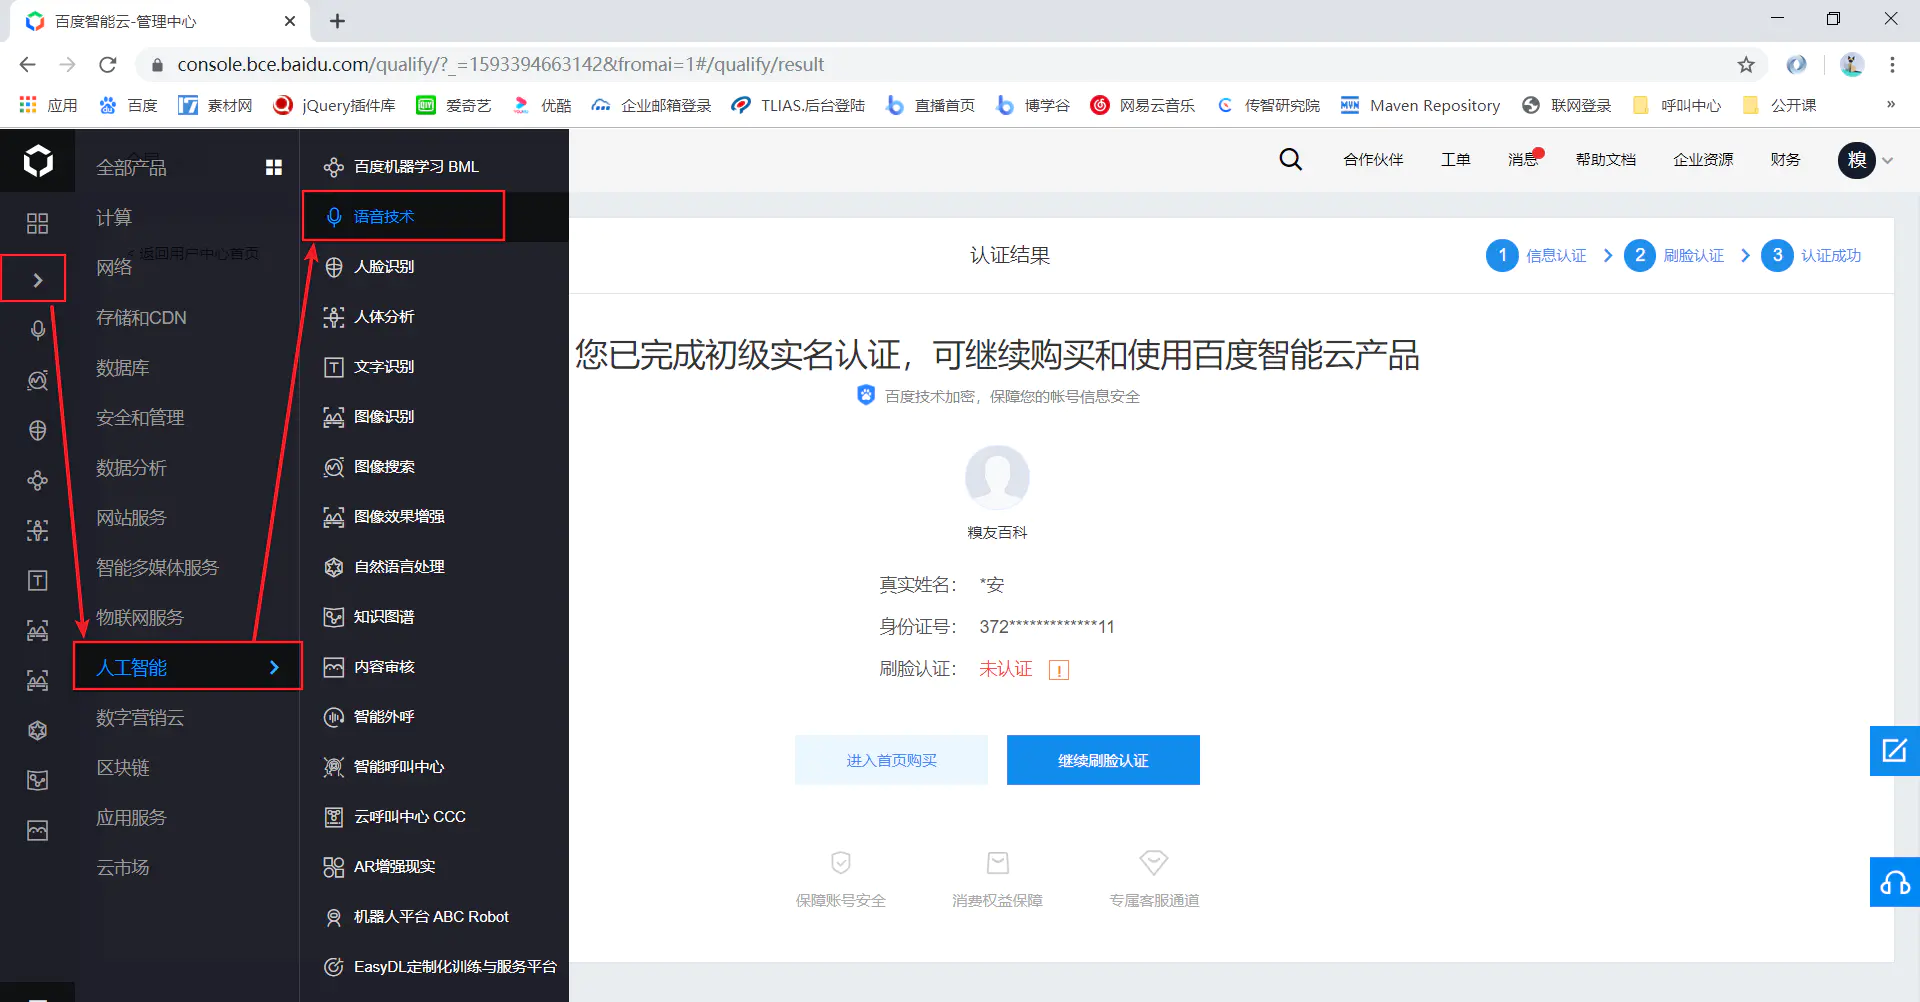 百度智能云-管理中心
console.bce.baidu.com/qualify/?_=1593394663142&fromai=1#/qualify/result
应用
百度
素材网
jQuery插件库
爱奇艺
优酷
企业邮箱登录
TLIAS.后台登陆
直播首页
博学谷
网易云音乐
传智研究院
Maven Repository
联网登录
呼叫中心
公开课
»
合作伙伴
工单
消息
帮助文档
企业资源
财务
糗
全部产品
计算
< 返回用户中心首页
网络
存储和CDN
数据库
安全和管理
数据分析
网站服务
智能多媒体服务
物联网服务
人工智能
数字营销云
区块链
应用服务
云市场
百度机器学习 BML
语音技术
人脸识别
人体分析
文字识别
图像识别
图像搜索
图像效果增强
自然语言处理
知识图谱
内容审核
智能外呼
智能呼叫中心
云呼叫中心 CCC
AR增强现实
机器人平台 ABC Robot
EasyDL定制化训练与服务平台
认证结果
1 信息认证
2 刷脸认证
3 认证成功
您已完成初级实名认证，可继续购买和使用百度智能云产品
百度技术加密，保障您的帐号信息安全
糗友百科
真实姓名： *安
身份证号： 372*************11
刷脸认证： 未认证 !
进入首页购买
继续刷脸认证
保障账号安全
消费权益保障
专属客服通道